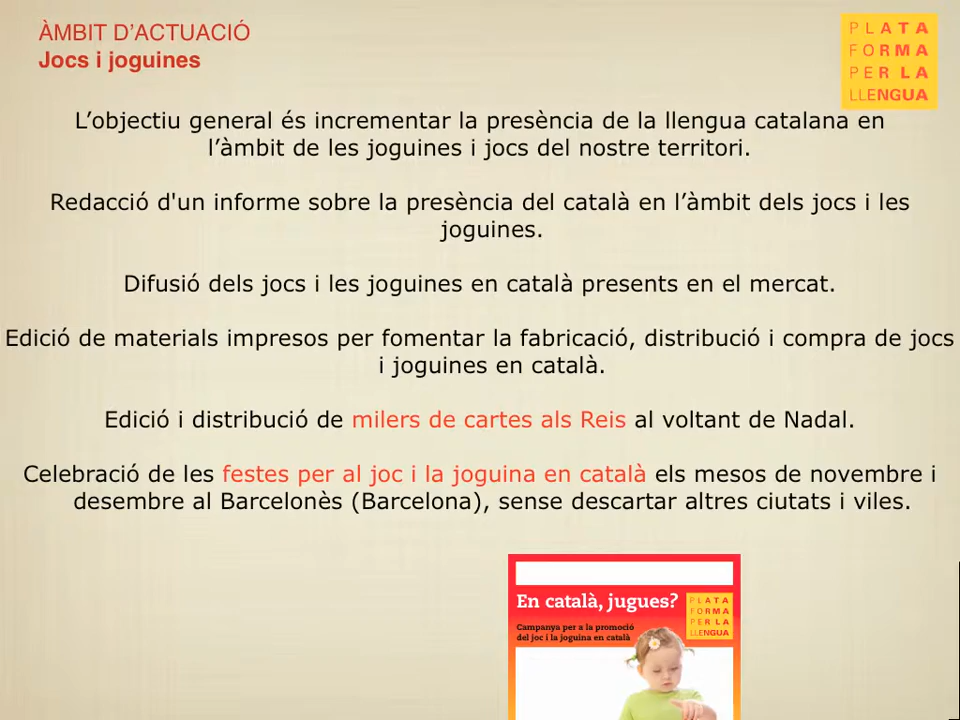 ÀMBIT D’ACTUACIÓ
Jocs i joguines
PLATA
FORMA
PER LA
LLENGUA
L’objectiu general és incrementar la presència de la llengua catalana en
l’àmbit de les joguines i jocs del nostre territori.
Redacció d'un informe sobre la presència del català en l’àmbit dels jocs i les
joguines.
Difusió dels jocs i les joguines en català presents en el mercat.
Edició de materials impresos per fomentar la fabricació, distribució i compra de jocs
i joguines en català.
Edició i distribució de milers de cartes als Reis al voltant de Nadal.
Celebració de les festes per al joc i la joguina en català els mesos de novembre i
desembre al Barcelonès (Barcelona), sense descartar altres ciutats i viles.
En català, jugues?
Campanya per a la promoció
del joc i la joguina en català
PLATA
FORMA
PER LA
LLENGUA